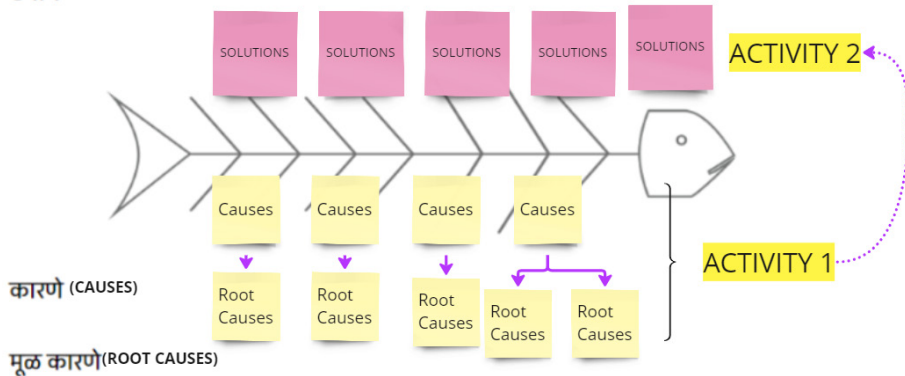 SOLUTIONS
SOLUTIONS
SOLUTIONS
SOLUTIONS
SOLUTIONS
ACTIVITY 2
Causes
Causes
Causes
Causes
ACTIVITY 1
कारणे (CAUSES)
Root
Causes
Root
Causes
Root
Causes
Root
Causes
Root
Causes
मूळ कारणे(ROOT CAUSES)